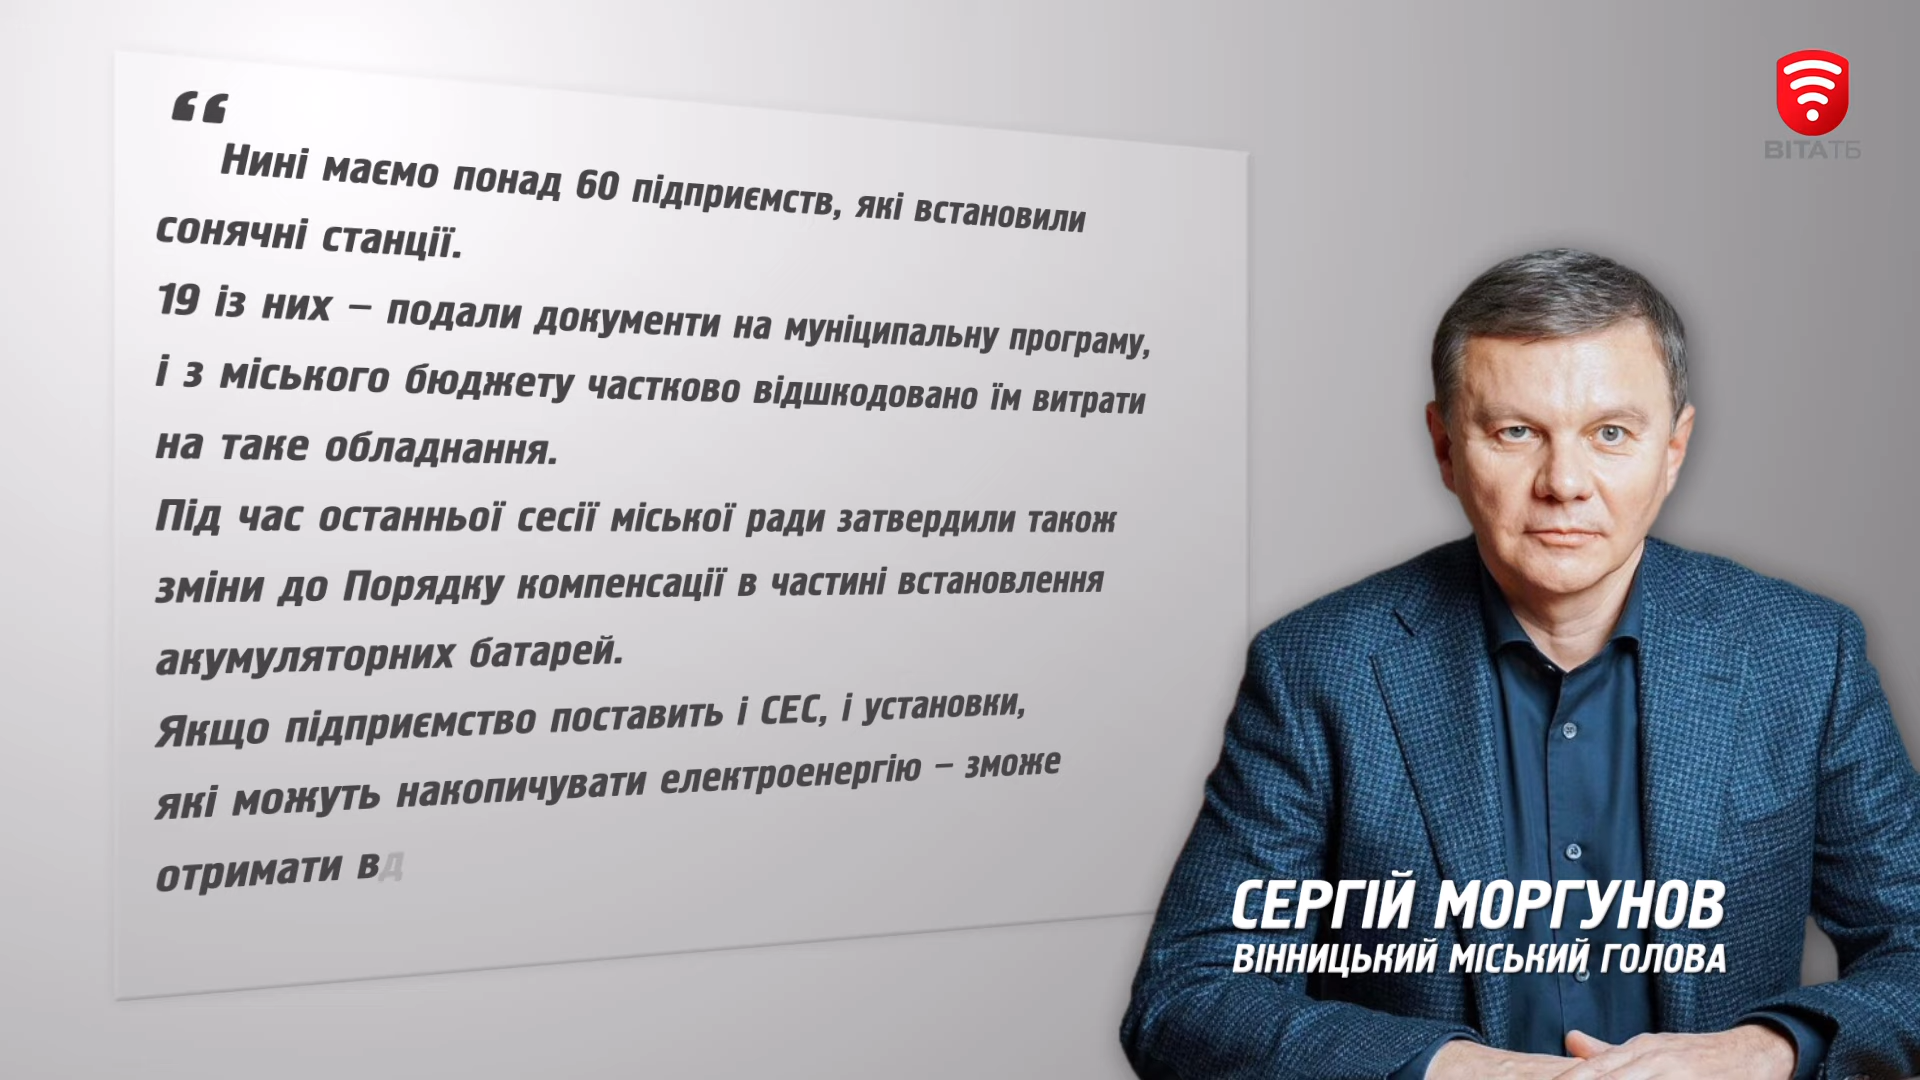 “
Нині маємо понад 60 підприємств, які встановили
сонячні станції.
19 із них – подали документи на муніципальну програму,
і з міського бюджету частково відшкодовано їм витрати
на таке обладнання.
Під час останньої сесії міської ради затвердили також
зміни до Порядку компенсації в частині встановлення
акумуляторних батарей.
Якщо підприємство поставить і СЕС, і установки,
які можуть накопичувати електроенергію – зможе
отримати вд
ВІТАТБ
СЕРГІЙ МОРГУНОВ
ВІННИЦЬКИЙ МІСЬКИЙ ГОЛОВА